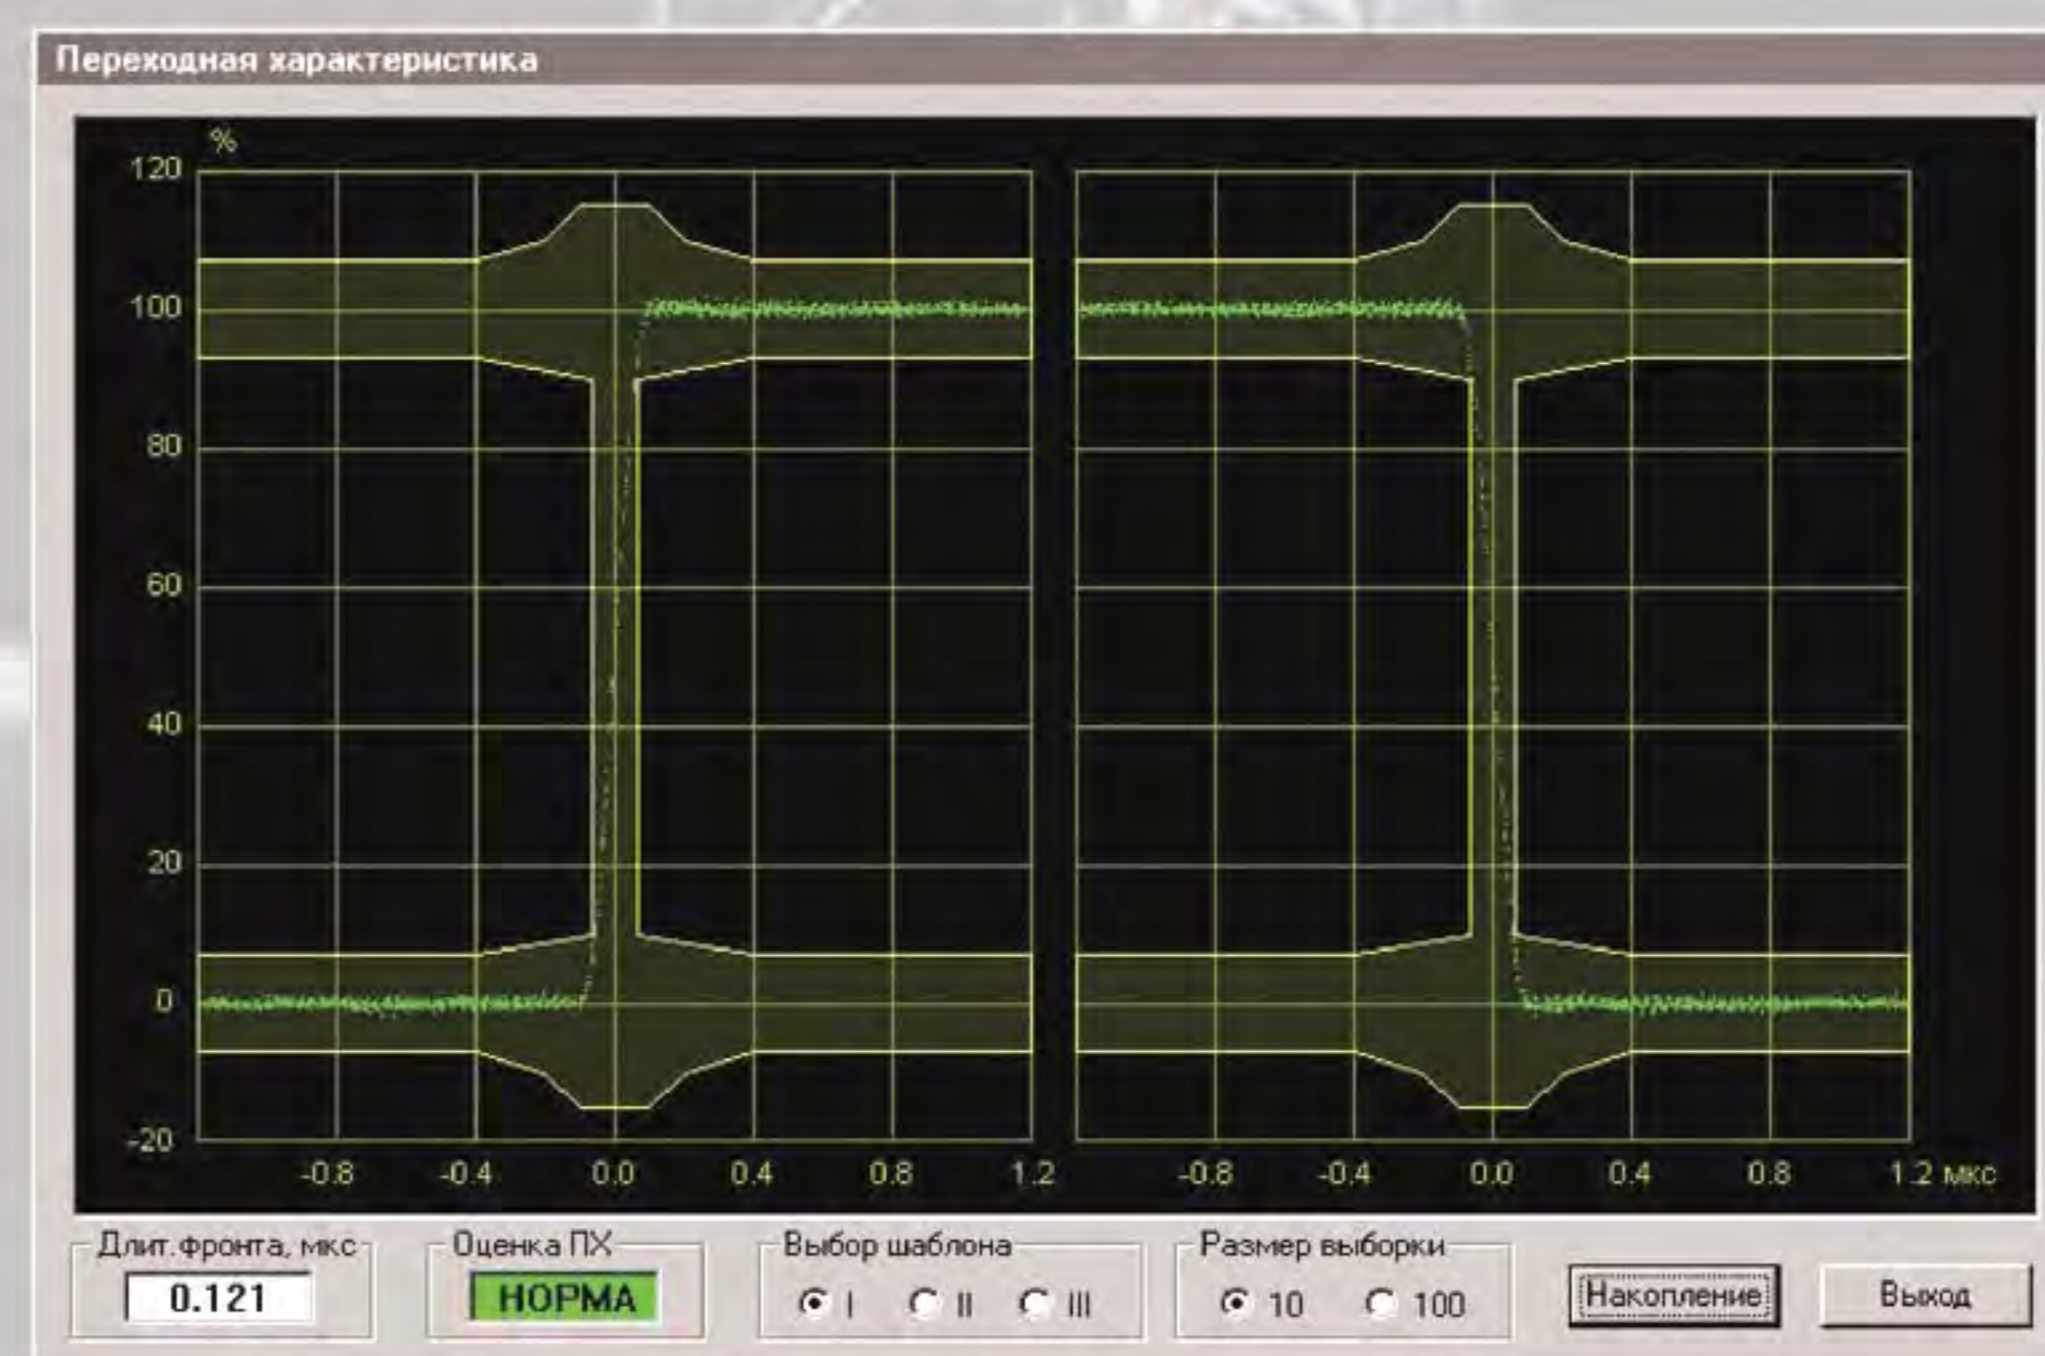 Переходная характеристика
%
120
100
80
60
40
20
0
-20
-0.8 -0.4 0.0 0.4 0.8 1.2
-0.8 -0.4 0.0 0.4 0.8 1.2 мкс
Длит.фронта, мкс
0.121
Оценка ПХ
НОРМА
Выбор шаблона
I II III
Размер выборки
10 100
Накопление
Выход